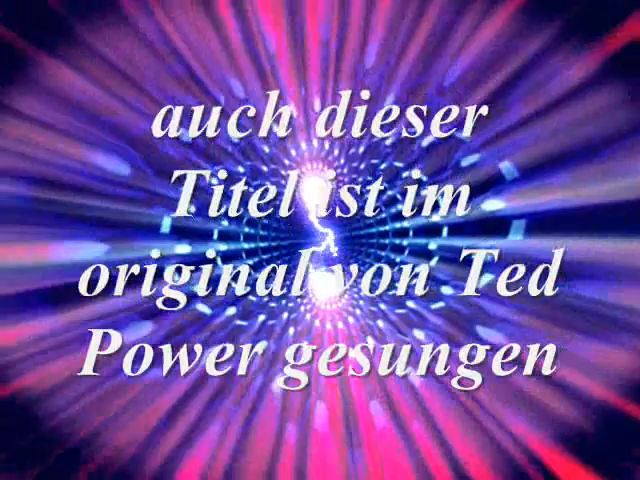 auch dieser
Titel ist im
original von Ted
Power gesungen